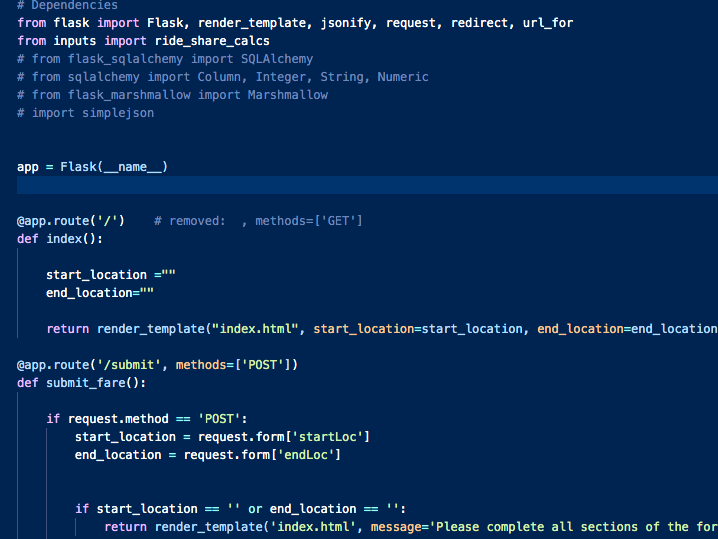 # Dependencies
from flask import Flask, render_template, jsonify, request, redirect, url_for
from inputs import ride_share_calcs
# from flask_sqlalchemy import SQLAlchemy
# from sqlalchemy import Column, Integer, String, Numeric
# from flask_marshmallow import Marshmallow
# import simplejson
app = Flask(__name__)
@app.route('/')    # removed:  , methods=['GET']
def index():
    start_location =""
    end_location=""
    return render_template("index.html", start_location=start_location, end_location=end_location
@app.route('/submit', methods=['POST'])
def submit_fare():
    if request.method == 'POST':
        start_location = request.form['startLoc']
        end_location = request.form['endLoc']
        if start_location == '' or end_location == '':
            return render_template('index.html', message='Please complete all sections of the for